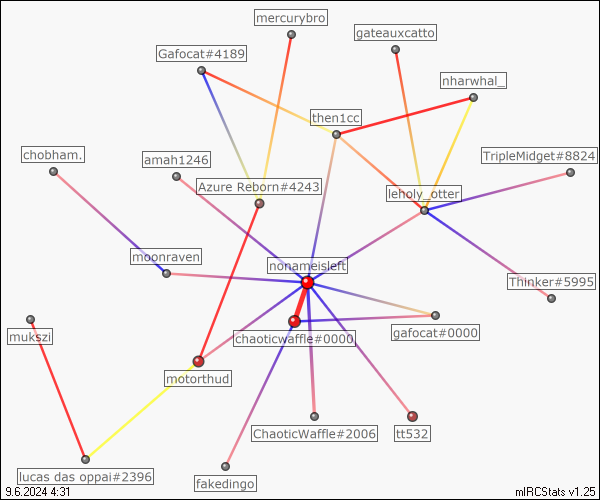 mercurybro
gateauxcatto
Gafocat#4189
nharwhal_
then1cc
chobham.
amah1246
TripleMidget#8824
Azure Reborn#4243
leholy_otter
moonraven
nonameisleft
Thinker#5995
mukszi
chaoticwaffle#0000
gafocat#0000
motorthud
ChaoticWaffle#2006
tt532
lucas das oppai#2396
fakedingo
9.6.2024 4:31
mIRCStats v1.25